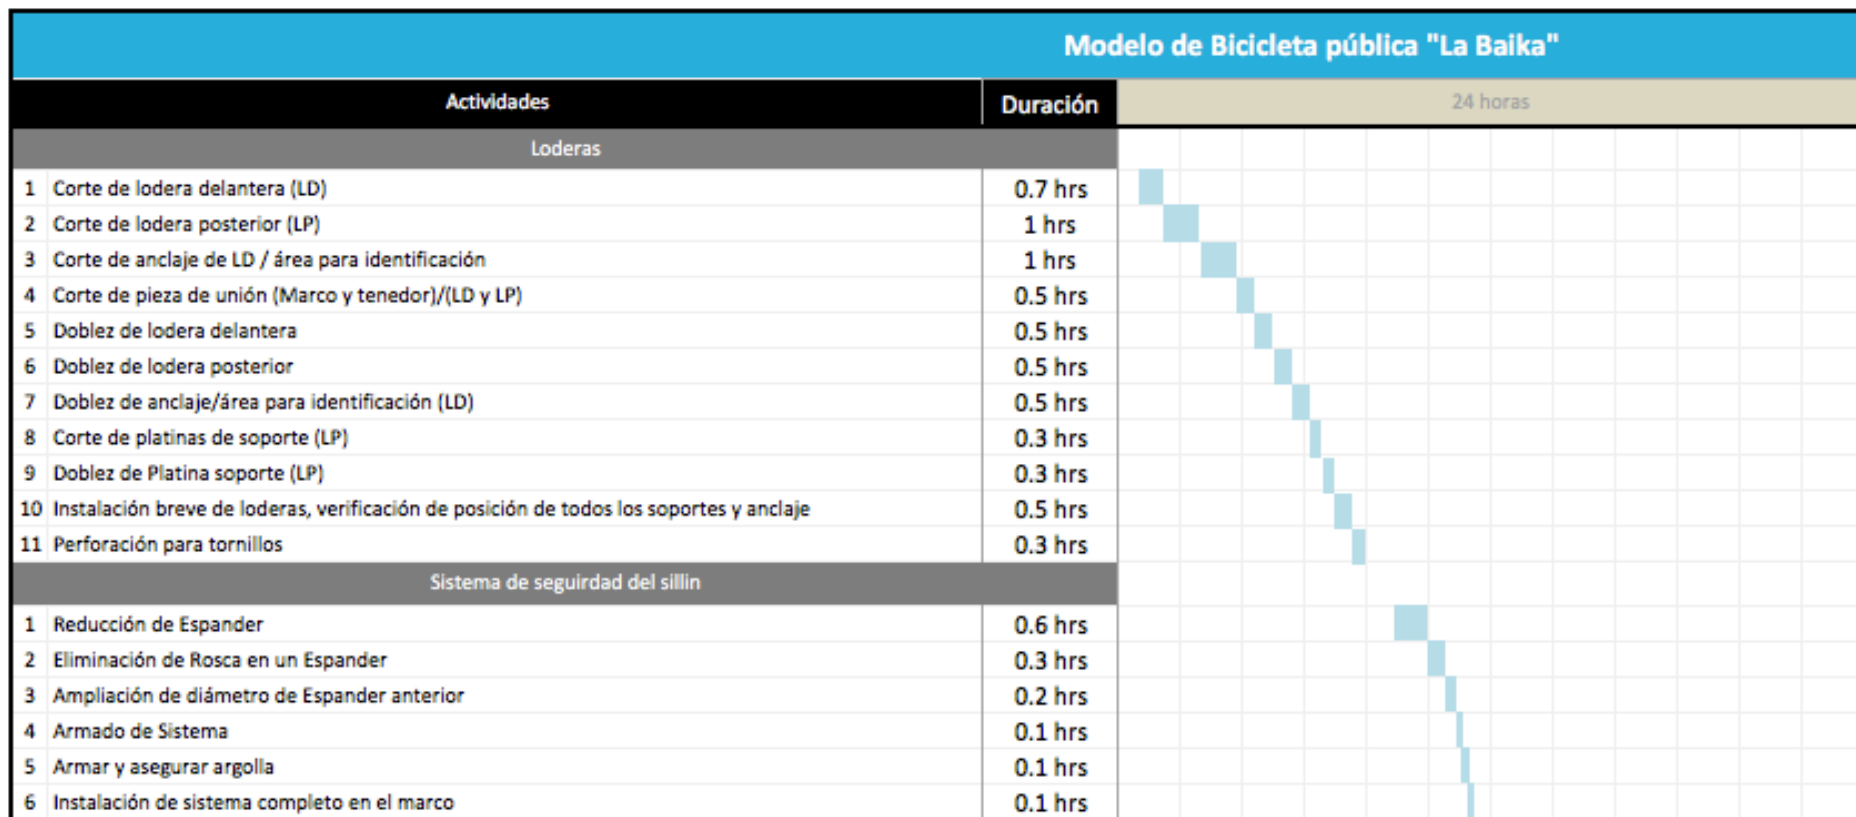 Modelo de Bicicleta pública "La Baika"
Actividades Duración 24 horas
Loderas
1 Corte de lodera delantera (LD) 0.7 hrs
2 Corte de lodera posterior (LP) 1 hrs
3 Corte de anclaje de LD / área para identificación 1 hrs
4 Corte de pieza de unión (Marco y tenedor)/(LD y LP) 0.5 hrs
5 Doblez de lodera delantera 0.5 hrs
6 Doblez de lodera posterior 0.5 hrs
7 Doblez de anclaje/área para identificación (LD) 0.5 hrs
8 Corte de platinas de soporte (LP) 0.3 hrs
9 Doblez de Platina soporte (LP) 0.3 hrs
10 Instalación breve de loderas, verificación de posición de todos los soportes y anclaje 0.5 hrs
11 Perforación para tornillos 0.3 hrs
Sistema de seguirdad del sillin
1 Reducción de Espander 0.6 hrs
2 Eliminación de Rosca en un Espander 0.3 hrs
3 Ampliación de diámetro de Espander anterior 0.2 hrs
4 Armado de Sistema 0.1 hrs
5 Armar y asegurar argolla 0.1 hrs
6 Instalación de sistema completo en el marco 0.1 hrs